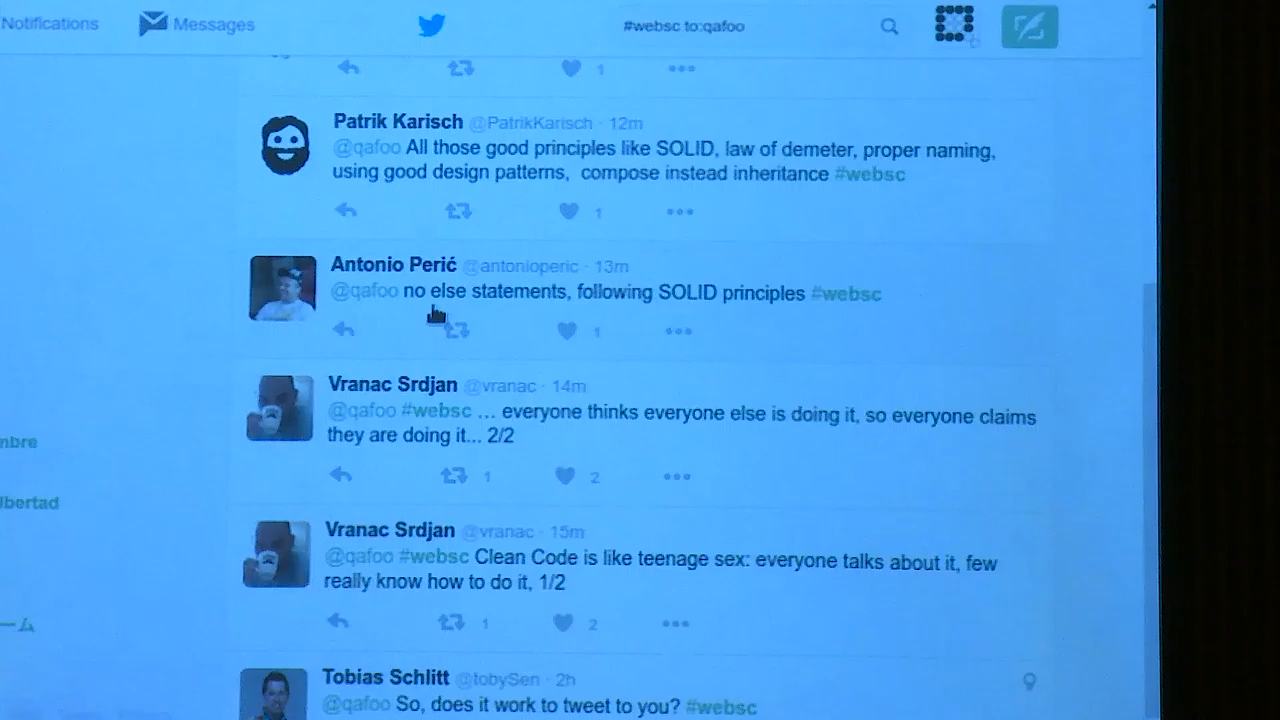 Notifications Messages #websc to:qafoo
1
Patrik Karisch @PatrikKarisch · 12m
@qafoo All those good principles like SOLID, law of demeter, proper naming,
using good design patterns, compose instead inheritance #websc
1
Antonio Perić @antonioperic · 13m
@qafoo no else statements, following SOLID principles #websc
1
Vranac Srdjan @vranac · 14m
@qafoo #websc ... everyone thinks everyone else is doing it, so everyone claims
they are doing it... 2/2
1 2
mbre
lbertad
Vranac Srdjan @vranac · 15m
@qafoo #websc Clean Code is like teenage sex: everyone talks about it, few
really know how to do it, 1/2
1 2
ーム
Tobias Schlitt @tobySen · 2h
@qafoo So, does it work to tweet to you? #websc